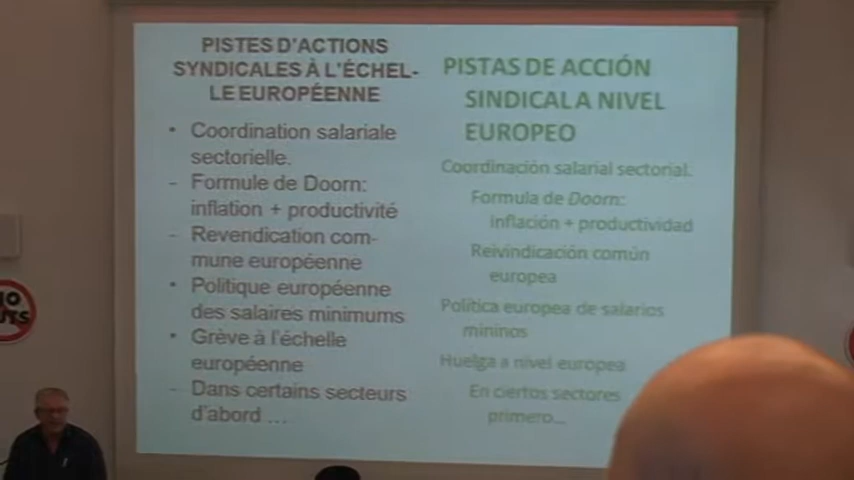 PISTES D'ACTIONS
SYNDICALES À L'ÉCHEL-
LE EUROPÉENNE
• Coordination salariale
sectorielle.
- Formule de Doorn:
inflation + productivité
- Revendication com-
mune européenne
• Politique européenne
des salaires minimums
• Grève à l'échelle
européenne
- Dans certains secteurs
d'abord ...
PISTAS DE ACCIÓN
SINDICAL A NIVEL
EUROPEO
Coordinación salarial sectorial.
Formula de Doorn:
inflación + productividad
Reivindicación común
europea
Política europea de salarios
mininos
Huelga a nivel europea
En ciertos sectores
primero...